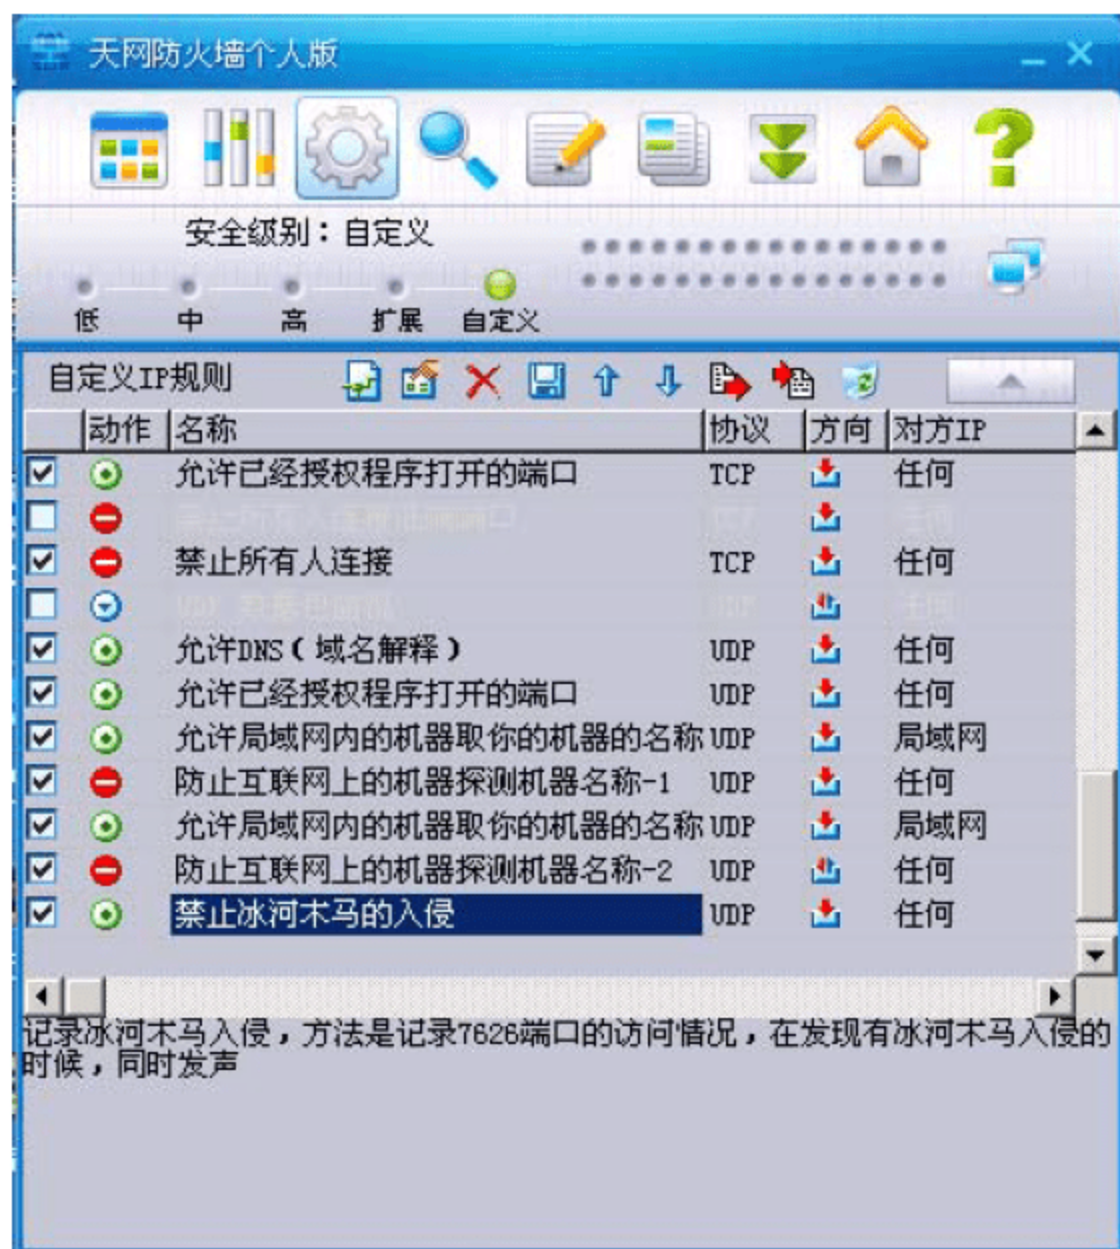 天网防火墙个人版
安全级别：自定义
低 中 高 扩展 自定义
自定义IP规则
动作 名称 协议 方向 对方IP
允许已经授权程序打开的端口 TCP 任何
禁止所有人连接 TCP 任何
允许DNS(域名解释) UDP 任何
允许已经授权程序打开的端口 UDP 任何
允许局域网内的机器取你的机器的名称 UDP 局域网
防止互联网上的机器探测机器名称-1 UDP 任何
允许局域网内的机器取你的机器的名称 UDP 局域网
防止互联网上的机器探测机器名称-2 UDP 任何
禁止冰河木马的入侵 UDP 任何
记录冰河木马入侵，方法是记录7626端口的访问情况，在发现有冰河木马入侵的
时候，同时发声